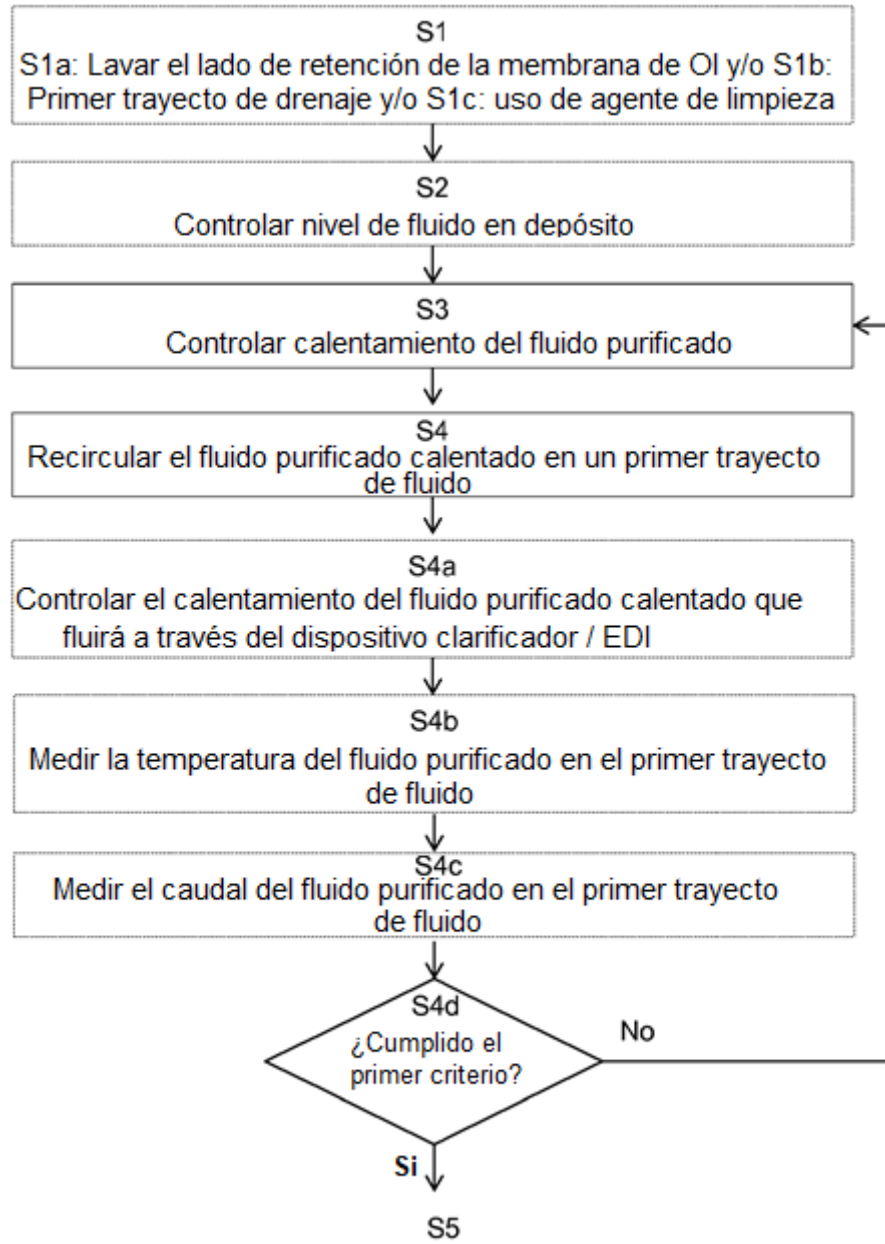 S1
S1a: Lavar el lado de retención de la membrana de OI y/o S1b:
Primer trayecto de drenaje y/o S1c: uso de agente de limpieza
S2
Controlar nivel de fluido en depósito
S3
Controlar calentamiento del fluido purificado
S4
Recircular el fluido purificado calentado en un primer trayecto
de fluido
S4a
Controlar el calentamiento del fluido purificado calentado que
fluirá a través del dispositivo clarificador / EDI
S4b
Medir la temperatura del fluido purificado en el primer trayecto
de fluido
S4c
Medir el caudal del fluido purificado en el primer trayecto
de fluido
S4d
¿Cumplido el
primer criterio?
No
Si
S5